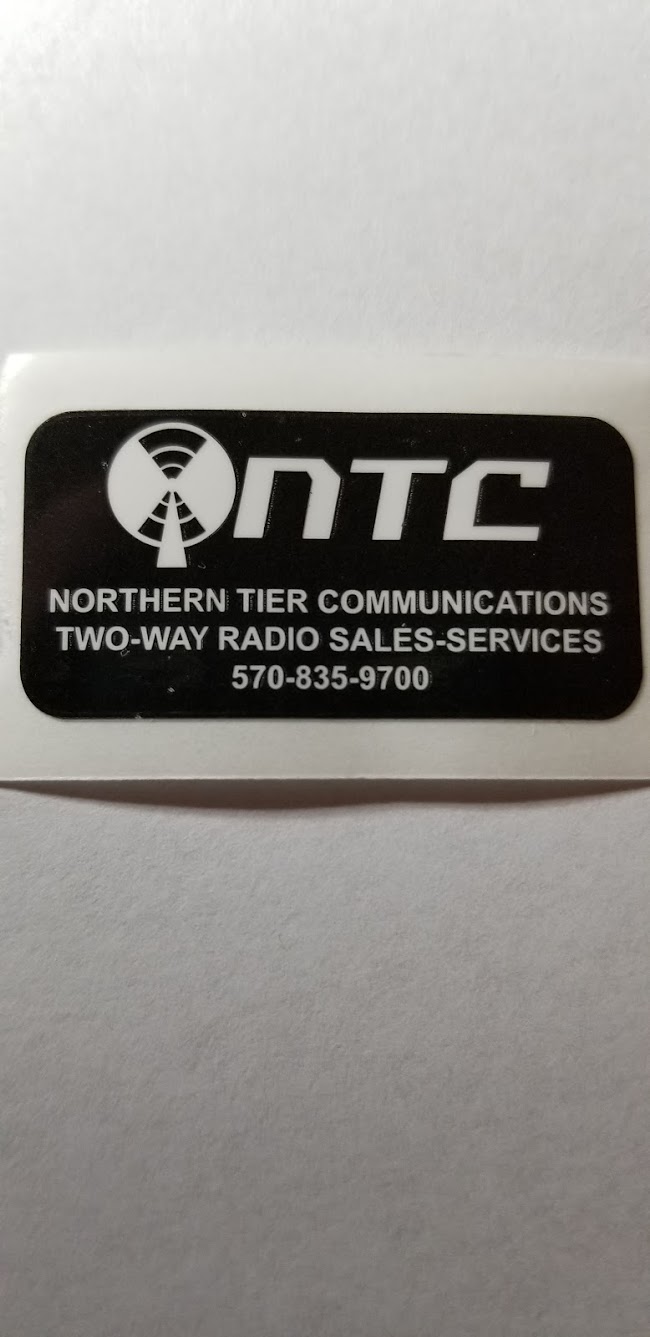 NTC
NORTHERN TIER COMMUNICATIONS
TWO-WAY RADIO SALES-SERVICES
570-835-9700